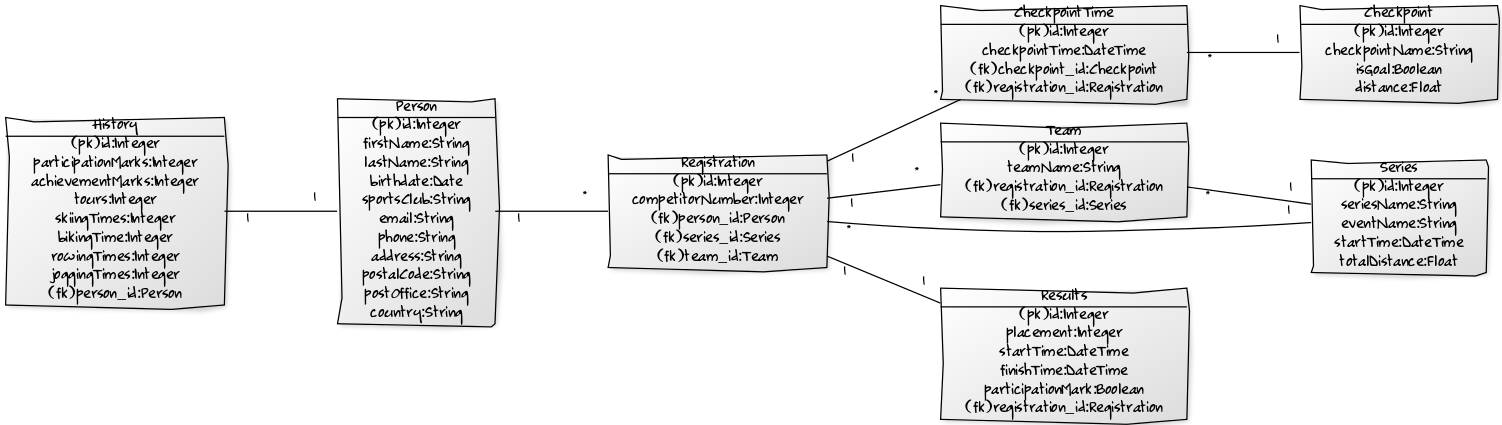 History
(pk)id:Integer
participationMarks:Integer
achievementMarks:Integer
tours:Integer
skiingTimes:Integer
bikingTime:Integer
rowingTimes:Integer
joggingTimes:Integer
(fk)person_id:Person
1
1
Person
(pk)id:Integer
firstName:String
lastName:String
birthdate:Date
sportsClub:String
email:String
phone:String
address:String
postalCode:String
postOffice:String
country:String
1
*
Registration
(pk)id:Integer
competitorNumber:Integer
(fk)person_id:Person
(fk)series_id:Series
(fk)team_id:Team
1
*
1
*
*
1
1
1
CheckpointTime
(pk)id:Integer
checkpointTime:DateTime
(fk)checkpoint_id:Checkpoint
(fk)registration_id:Registration
*
1
Checkpoint
(pk)id:Integer
checkpointName:String
isGoal:Boolean
distance:Float
Team
(pk)id:Integer
teamName:String
(fk)registration_id:Registration
(fk)series_id:Series
*
1
Series
(pk)id:Integer
seriesName:String
eventName:String
startTime:DateTime
totalDistance:Float
Results
(pk)id:Integer
placement:Integer
startTime:DateTime
finishTime:DateTime
participationMark:Boolean
(fk)registration_id:Registration